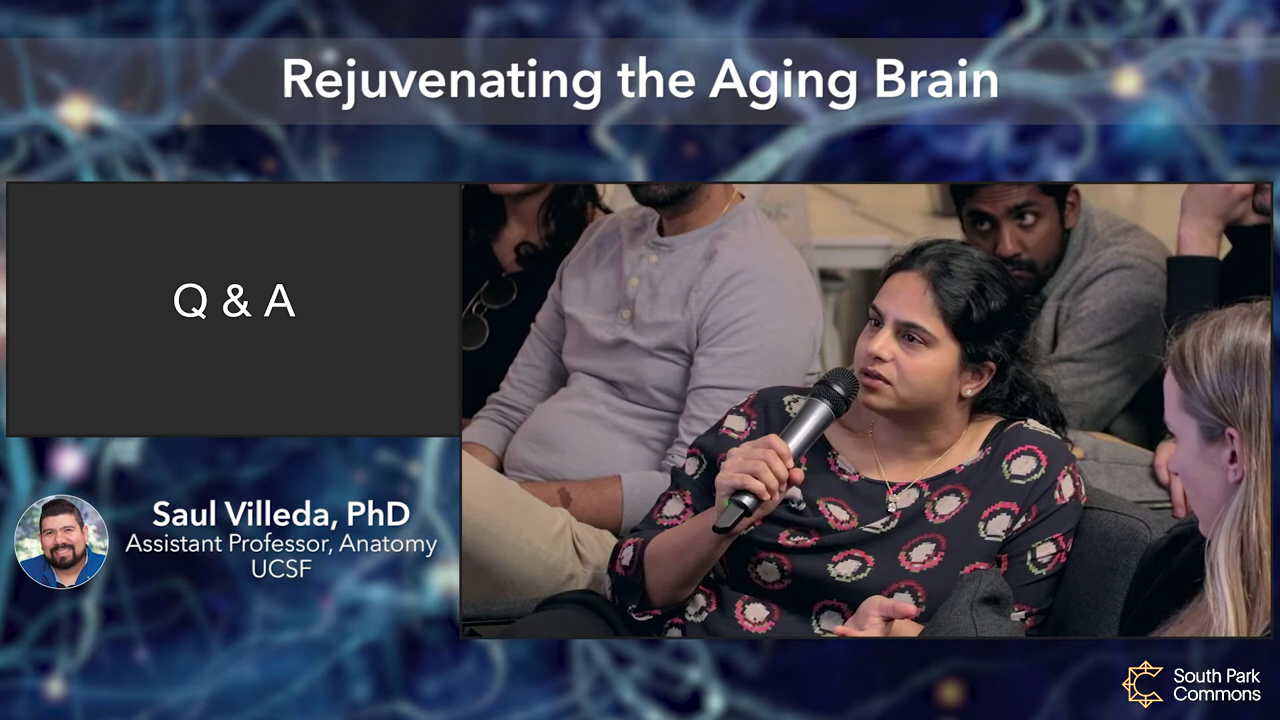 Rejuvenating the Aging Brain
Q & A
Saul Villeda, PhD
Assistant Professor, Anatomy
UCSF
South Park
Commons